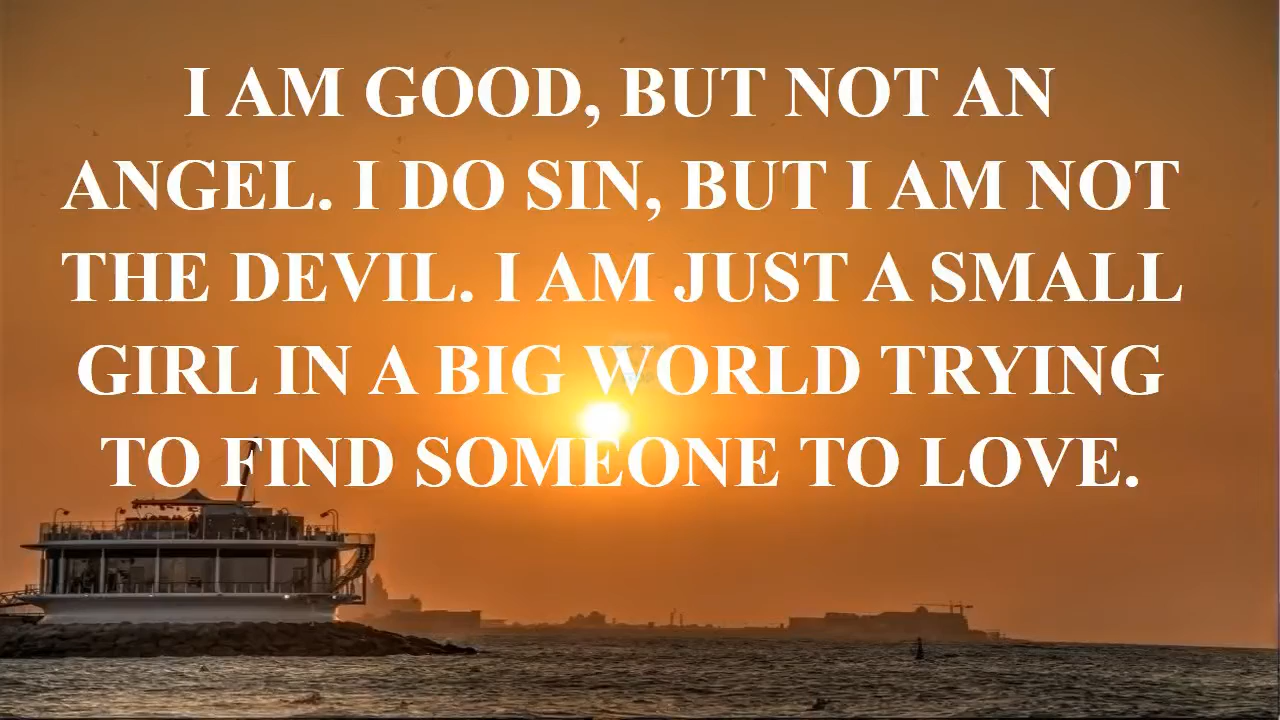 I AM GOOD, BUT NOT AN
ANGEL. I DO SIN, BUT I AM NOT
THE DEVIL. I AM JUST A SMALL
GIRL IN A BIG WORLD TRYING
TO FIND SOMEONE TO LOVE.